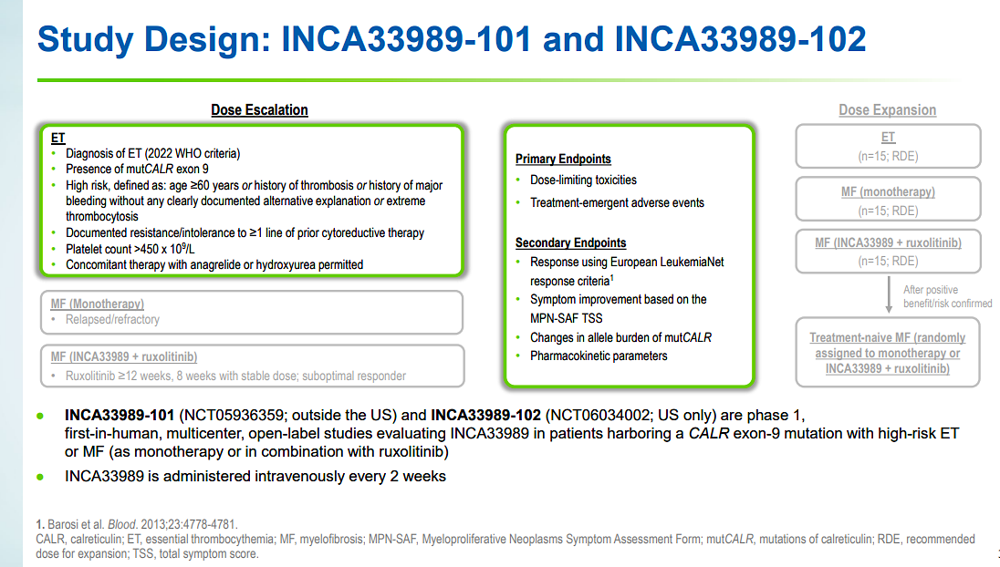 Study Design: INCA33989-101 and INCA33989-102
Dose Escalation
ET
• Diagnosis of ET (2022 WHO criteria)
• Presence of mutCALR exon 9
• High risk, defined as: age ≥60 years or history of thrombosis or history of major
bleeding without any clearly documented alternative explanation or extreme
thrombocytosis
• Documented resistance/intolerance to ≥1 line of prior cytoreductive therapy
• Platelet count >450 x 10⁹/L
• Concomitant therapy with anagrelide or hydroxyurea permitted
MF (Monotherapy)
• Relapsed/refractory
MF (INCA33989 + ruxolitinib)
• Ruxolitinib ≥12 weeks, 8 weeks with stable dose; suboptimal responder
Primary Endpoints
• Dose-limiting toxicities
• Treatment-emergent adverse events
Secondary Endpoints
• Response using European LeukemiaNet
response criteria¹
• Symptom improvement based on the
MPN-SAF TSS
• Changes in allele burden of mutCALR
• Pharmacokinetic parameters
Dose Expansion
ET
(n=15; RDE)
MF (monotherapy)
(n=15; RDE)
MF (INCA33989 + ruxolitinib)
(n=15; RDE)
After positive
benefit/risk confirmed
Treatment-naive MF (randomly
assigned to monotherapy or
INCA33989 + ruxolitinib)
• INCA33989-101 (NCT05936359; outside the US) and INCA33989-102 (NCT06034002; US only) are phase 1,
first-in-human, multicenter, open-label studies evaluating INCA33989 in patients harboring a CALR exon-9 mutation with high-risk ET
or MF (as monotherapy or in combination with ruxolitinib)
• INCA33989 is administered intravenously every 2 weeks
1. Barosi et al. Blood. 2013;23:4778-4781.
CALR, calreticulin; ET, essential thrombocythemia; MF, myelofibrosis; MPN-SAF, Myeloproliferative Neoplasms Symptom Assessment Form; mutCALR, mutations of calreticulin; RDE, recommended
dose for expansion; TSS, total symptom score.